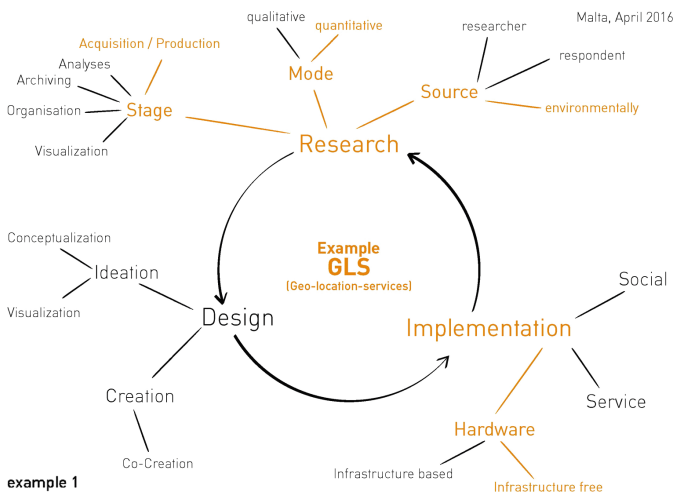 Malta, April 2016
qualitative
quantitative
Mode
researcher
respondent
Source
environmentally
Acquisition / Production
Analyses
Archiving
Organisation
Stage
Visualization
Research
Example
GLS
(Geo-location-services)
Conceptualization
Ideation
Visualization
Design
Creation
Co-Creation
Implementation
Social
Service
Hardware
Infrastructure based
Infrastructure free
example 1